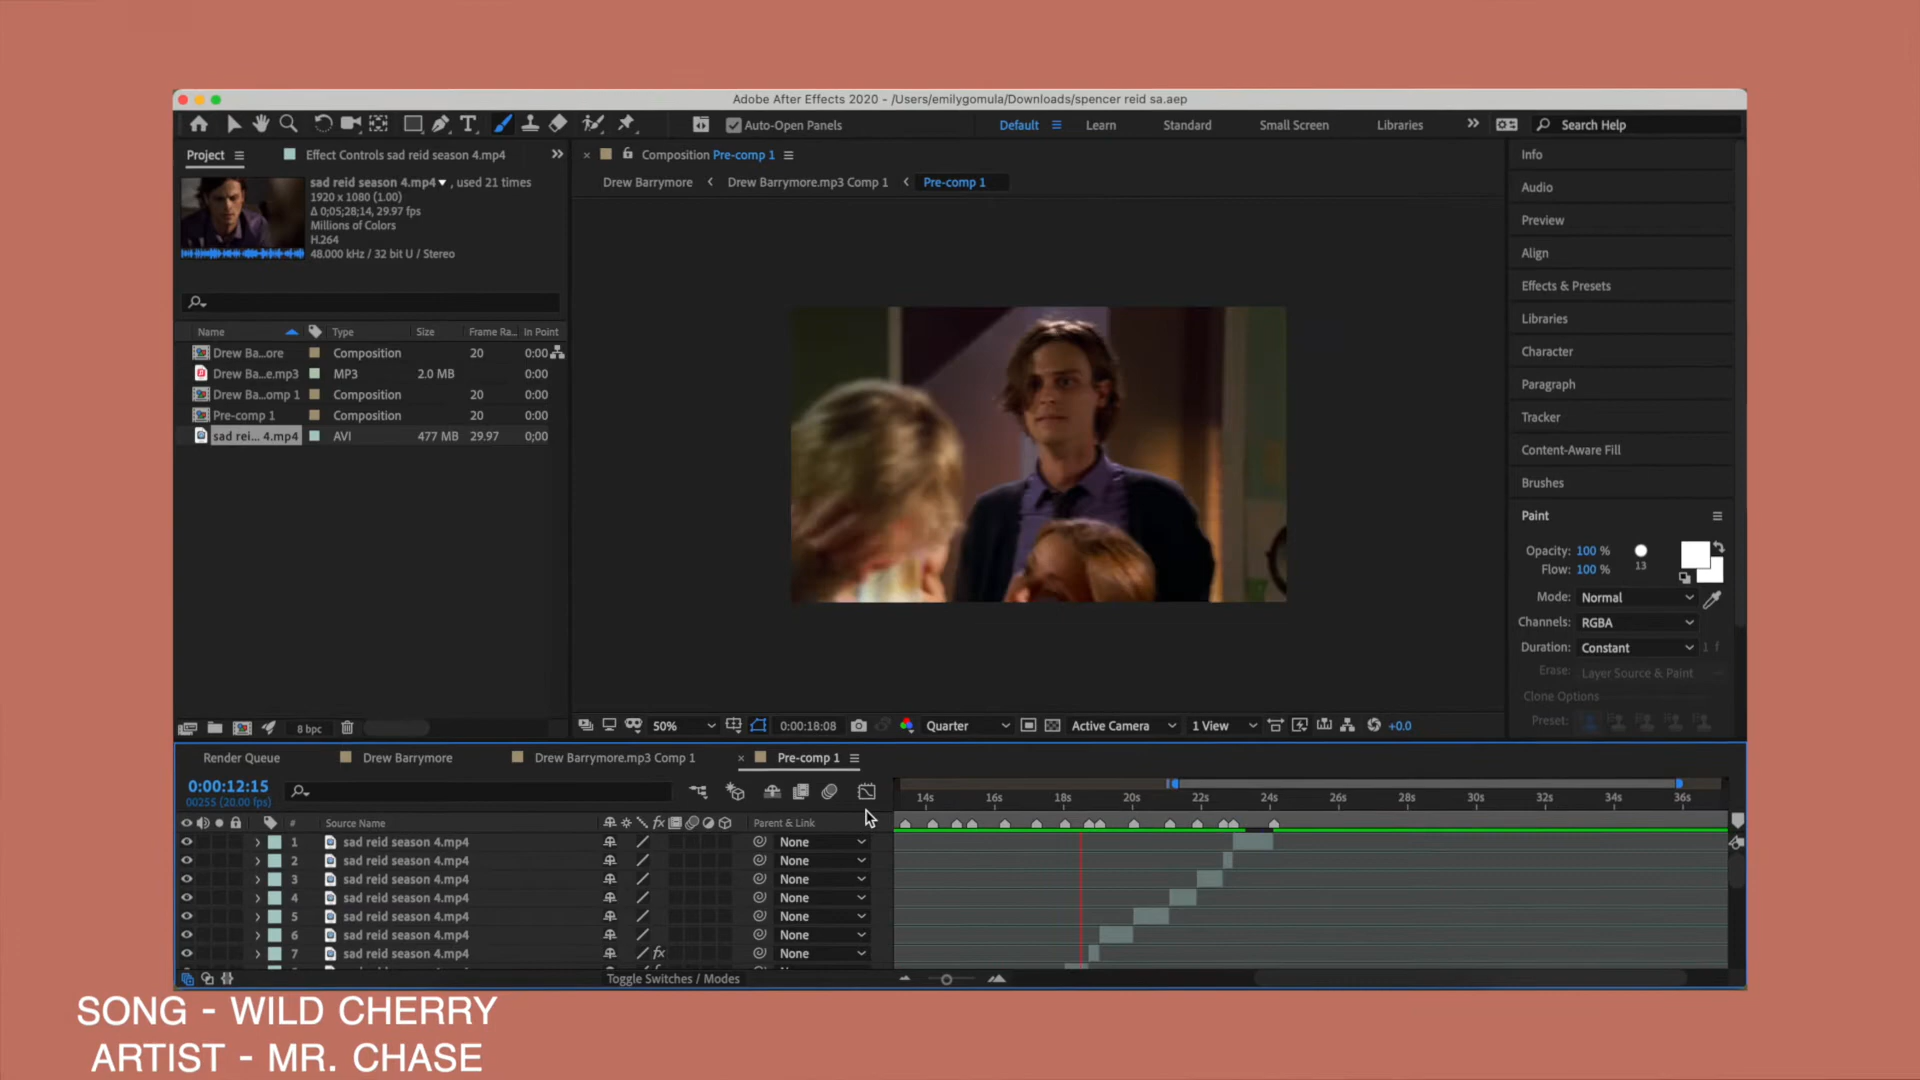 Adobe After Effects 2020 - /Users/emilygomula/Downloads/spencer reid sa.aep
Auto-Open Panels
Default
Learn
Standard
Small Screen
Libraries
Search Help
Project
Effect Controls sad reid season 4.mp4
sad reid season 4.mp4 , used 21 times
1920 x 1080 (1.00)
Δ 0;05;28;14, 29.97 fps
Millions of Colors
H.264
48.000 kHz / 32 bit U / Stereo
Name Type Size Frame Ra... In Point
Drew Ba...ore Composition 20 0:00
Drew Ba...e.mp3 MP3 2.0 MB 0:00
Drew Ba...omp 1 Composition 20 0:00
Pre-comp 1 Composition 20 0:00
sad rei... 4.mp4 AVI 477 MB 29.97 0;00
8 bpc
Composition Pre-comp 1
Drew Barrymore Drew Barrymore.mp3 Comp 1 Pre-comp 1
50% 0:00:18:08 Quarter Active Camera 1 View +0.0
Info
Audio
Preview
Align
Effects & Presets
Libraries
Character
Paragraph
Tracker
Content-Aware Fill
Brushes
Paint
Opacity: 100 %
Flow: 100 %
13
Mode: Normal
Channels: RGBA
Duration: Constant 1 f
Erase: Layer Source & Paint
Clone Options
Preset:
Render Queue Drew Barrymore Drew Barrymore.mp3 Comp 1 Pre-comp 1
0:00:12:15
00255 (20.00 fps)
14s 16s 18s 20s 22s 24s 26s 28s 30s 32s 34s 36s
# Source Name Parent & Link
1 sad reid season 4.mp4 None
2 sad reid season 4.mp4 None
3 sad reid season 4.mp4 None
4 sad reid season 4.mp4 None
5 sad reid season 4.mp4 None
6 sad reid season 4.mp4 None
7 sad reid season 4.mp4 fx None
Toggle Switches / Modes
SONG - WILD CHERRY
ARTIST - MR. CHASE